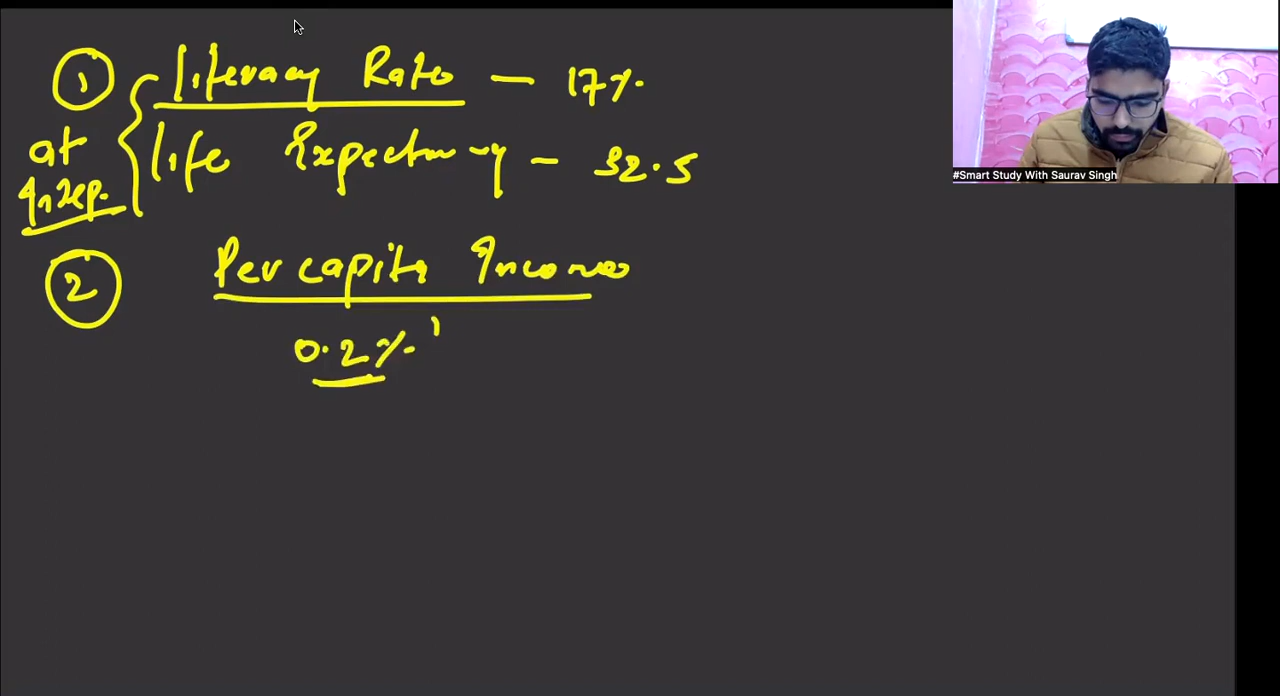 ① Literacy Rate — 17%
at Indep.
Life Expectancy — 32.5
② Per capita Income
0.2%
#Smart Study With Saurav Singh